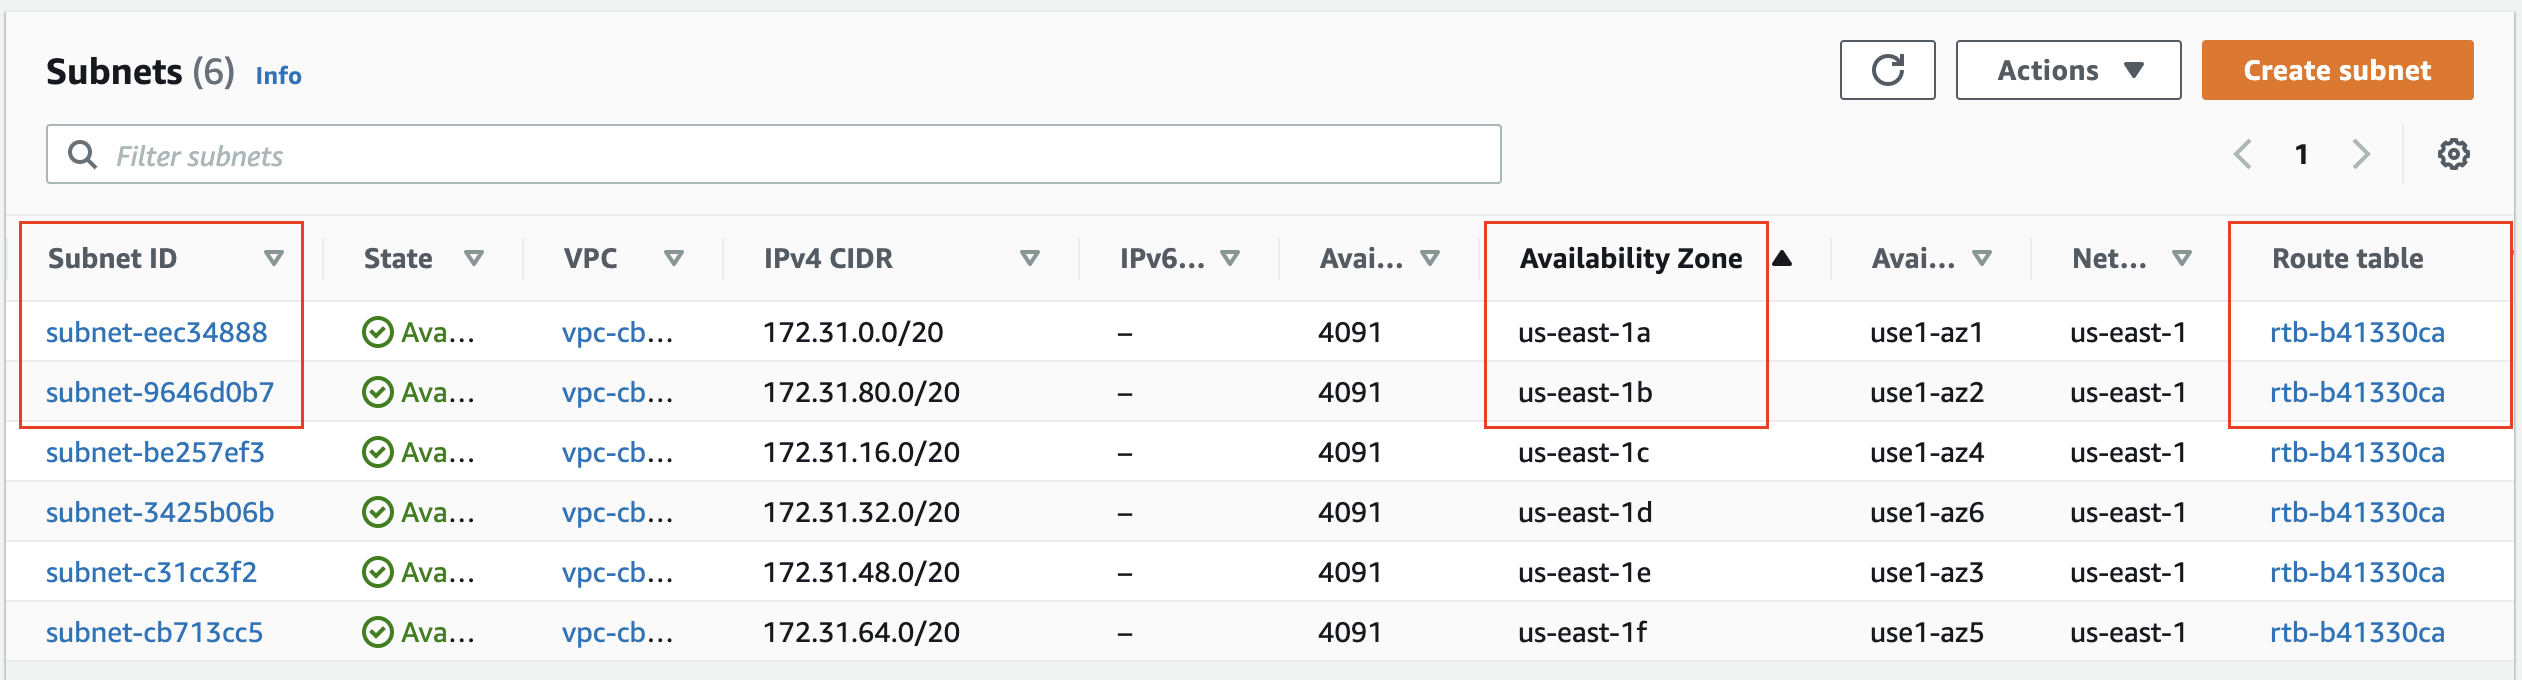 Subnets (6) Info
Actions
Create subnet
Filter subnets
1
Subnet ID State VPC IPv4 CIDR IPv6... Avai... Availability Zone Avai... Net... Route table
subnet-eec34888 Ava... vpc-cb... 172.31.0.0/20 – 4091 us-east-1a use1-az1 us-east-1 rtb-b41330ca
subnet-9646d0b7 Ava... vpc-cb... 172.31.80.0/20 – 4091 us-east-1b use1-az2 us-east-1 rtb-b41330ca
subnet-be257ef3 Ava... vpc-cb... 172.31.16.0/20 – 4091 us-east-1c use1-az4 us-east-1 rtb-b41330ca
subnet-3425b06b Ava... vpc-cb... 172.31.32.0/20 – 4091 us-east-1d use1-az6 us-east-1 rtb-b41330ca
subnet-c31cc3f2 Ava... vpc-cb... 172.31.48.0/20 – 4091 us-east-1e use1-az3 us-east-1 rtb-b41330ca
subnet-cb713cc5 Ava... vpc-cb... 172.31.64.0/20 – 4091 us-east-1f use1-az5 us-east-1 rtb-b41330ca